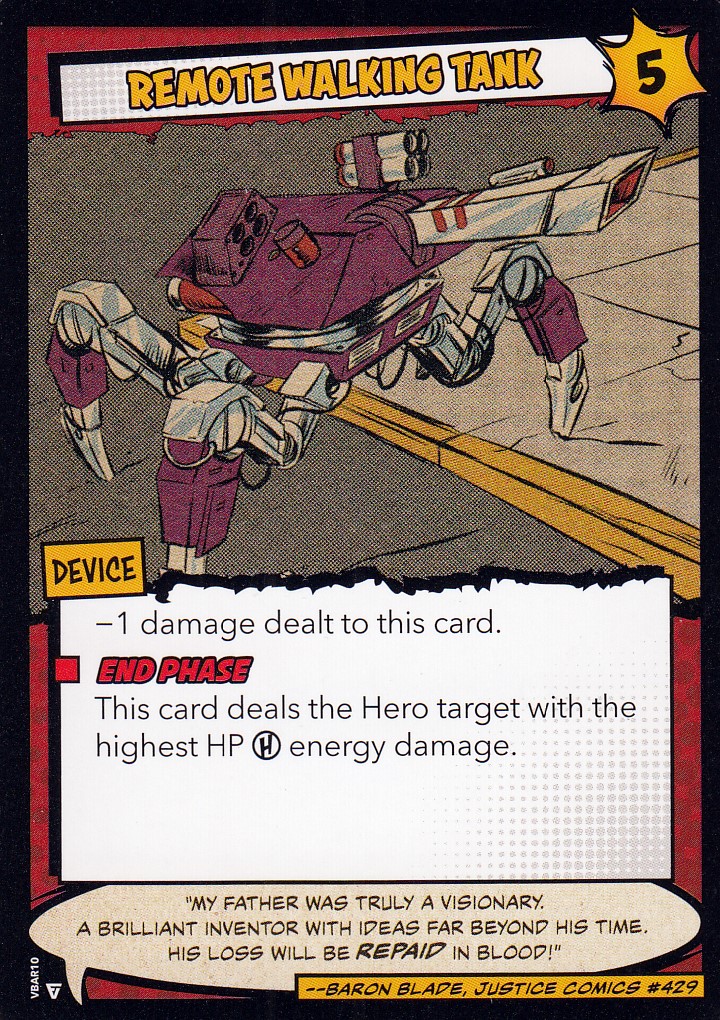 REMOTE WALKING TANK
5
DEVICE
−1 damage dealt to this card.
END PHASE
This card deals the Hero target with the
highest HP Ⓗ energy damage.
"MY FATHER WAS TRULY A VISIONARY.
A BRILLIANT INVENTOR WITH IDEAS FAR BEYOND HIS TIME.
HIS LOSS WILL BE REPAID IN BLOOD!"
--BARON BLADE, JUSTICE COMICS #429
VBAR10